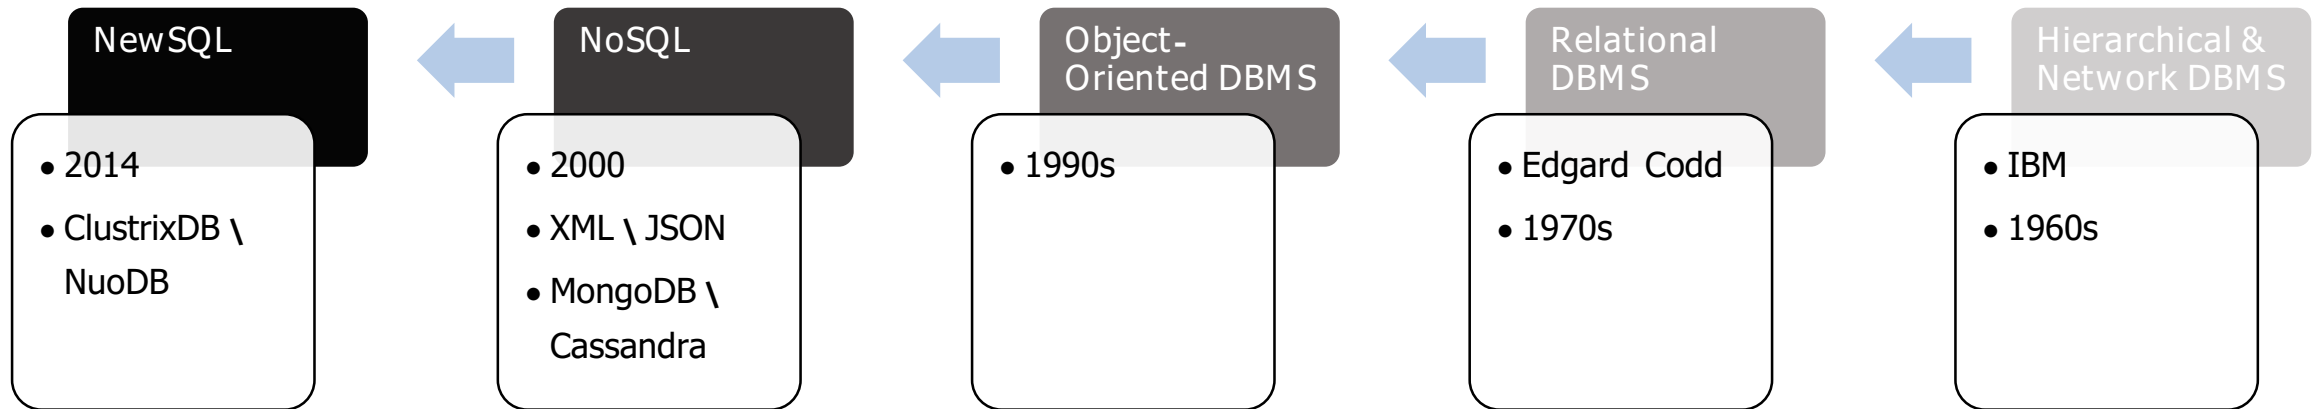 NewSQL
• 2014
• ClustrixDB \
NuoDB
NoSQL
• 2000
• XML \ JSON
• MongoDB \
Cassandra
Object-
Oriented DBMS
• 1990s
Relational
DBMS
• Edgard Codd
• 1970s
Hierarchical &
Network DBMS
• IBM
• 1960s